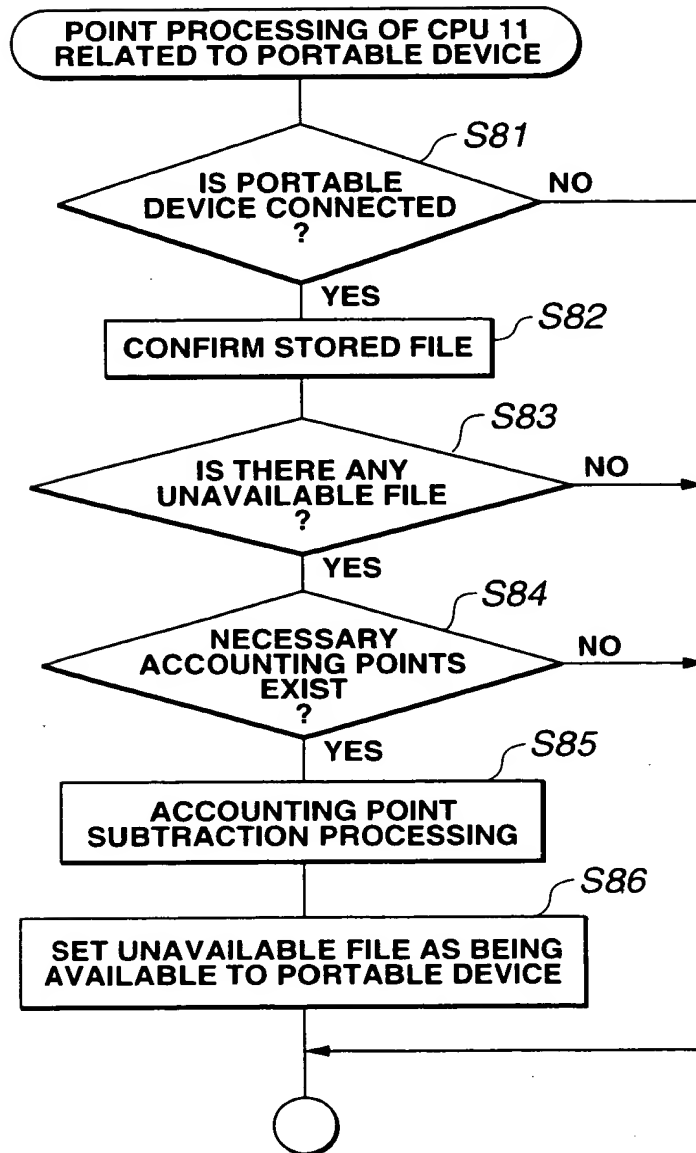 POINT PROCESSING OF CPU 11
RELATED TO PORTABLE DEVICE
S81
IS PORTABLE
DEVICE CONNECTED
?
NO
YES
S82
CONFIRM STORED FILE
S83
IS THERE ANY
UNAVAILABLE FILE
?
NO
YES
S84
NECESSARY
ACCOUNTING POINTS
EXIST
?
NO
YES
S85
ACCOUNTING POINT
SUBTRACTION PROCESSING
S86
SET UNAVAILABLE FILE AS BEING
AVAILABLE TO PORTABLE DEVICE